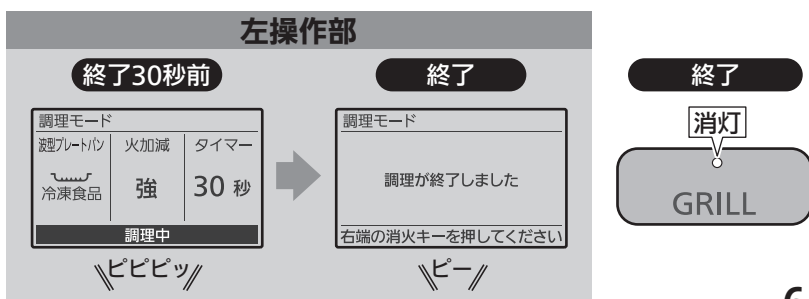 左操作部
終了30秒前
終了
終了
調理モード
波型プレートパン 火加減 タイマー
冷凍食品 強 30 秒
調理中
ピピピッ
調理モード
調理が終了しました
右端の消火キーを押してください
ピー
消灯
GRILL